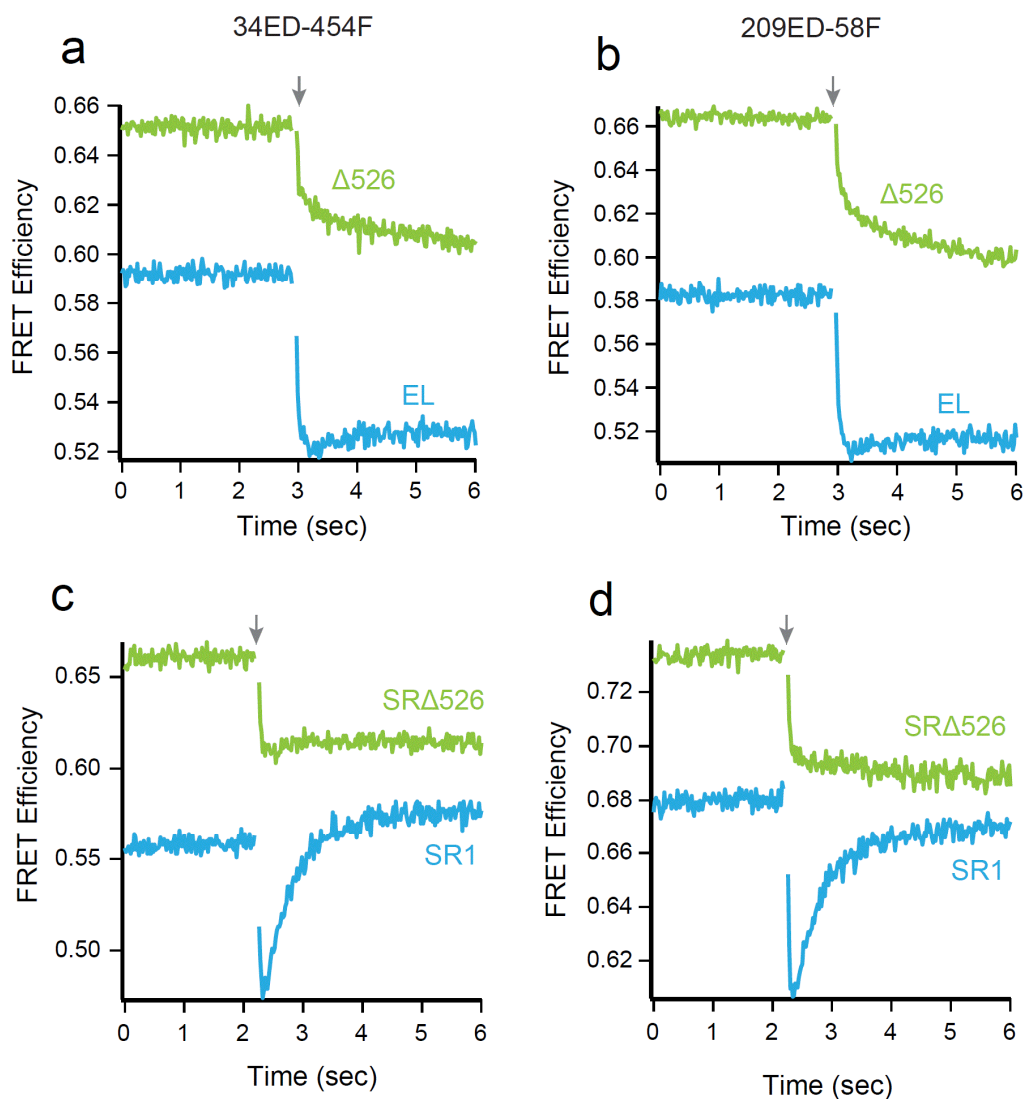 34ED-454F
209ED-58F
a
0.66
0.64
0.62
0.60
0.58
0.56
0.54
0.52
FRET Efficiency
Δ526
EL
0 1 2 3 4 5 6
Time (sec)
b
0.66
0.64
0.62
0.60
0.58
0.56
0.54
0.52
FRET Efficiency
Δ526
EL
0 1 2 3 4 5 6
Time (sec)
c
0.65
0.60
0.55
0.50
FRET Efficiency
SRΔ526
SR1
0 1 2 3 4 5 6
Time (sec)
d
0.72
0.70
0.68
0.66
0.64
0.62
FRET Efficiency
SRΔ526
SR1
0 1 2 3 4 5 6
Time (sec)